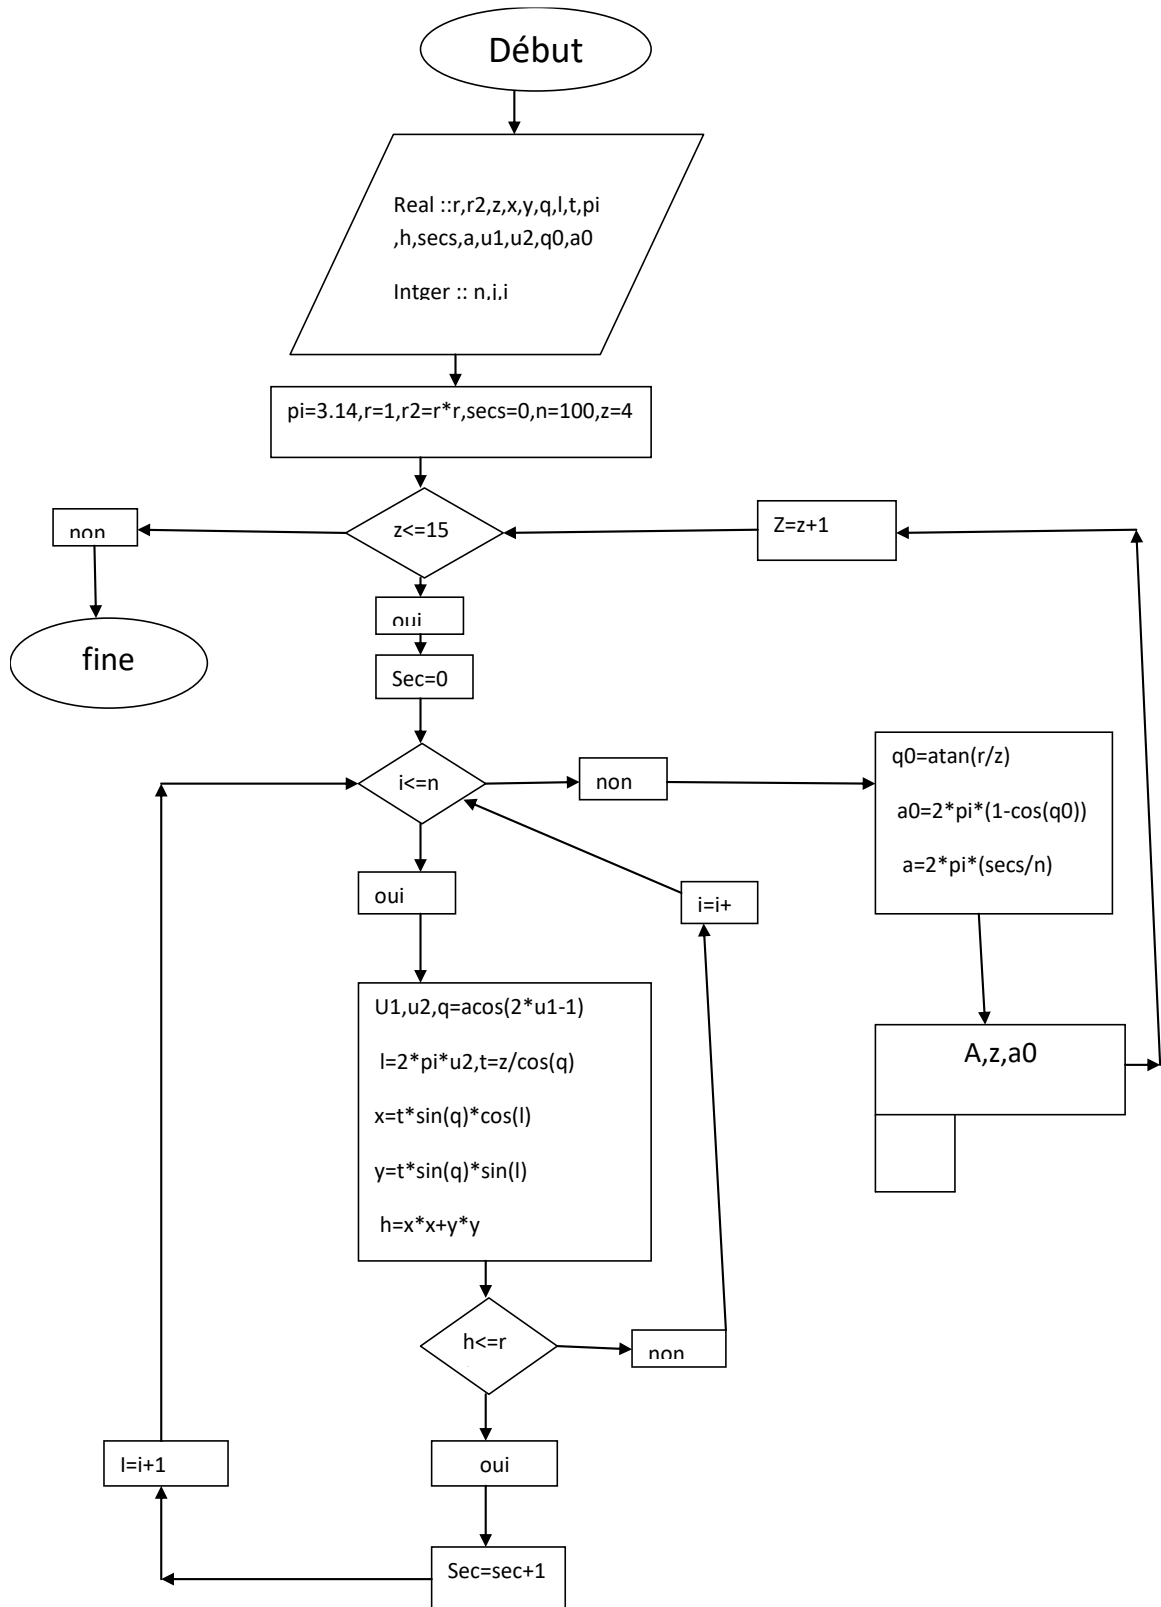 Début
Real ::r,r2,z,x,y,q,l,t,pi
,h,secs,a,u1,u2,q0,a0
Intger :: n,j,i
pi=3.14,r=1,r2=r*r,secs=0,n=100,z=4
z<=15
Z=z+1
non
oui
fine
Sec=0
i<=n
non
q0=atan(r/z)
a0=2*pi*(1-cos(q0))
a=2*pi*(secs/n)
oui
i=i+
U1,u2,q=acos(2*u1-1)
l=2*pi*u2,t=z/cos(q)
x=t*sin(q)*cos(l)
y=t*sin(q)*sin(l)
h=x*x+y*y
A,z,a0
h<=r
non
I=i+1
oui
Sec=sec+1